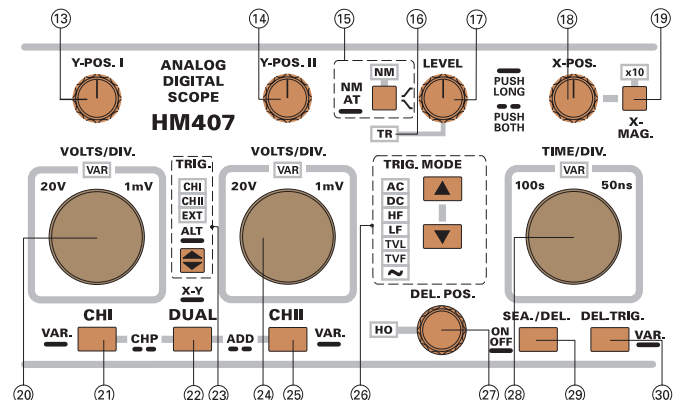 13 14 15 16 17 18 19
Y-POS. I
ANALOG
DIGITAL
SCOPE
HM407
Y-POS. II
NM
AT
NM
LEVEL
TR
PUSH
LONG
PUSH
BOTH
X-POS.
x10
X-
MAG.
VOLTS/DIV.
VAR
20V 1mV
TRIG.
CHI
CHII
EXT
ALT
X-Y
VOLTS/DIV.
VAR
20V 1mV
TRIG. MODE
AC
DC
HF
LF
TVL
TVF
~
TIME/DIV.
VAR
100s 50ns
VAR.
CHI
CHP
DUAL
ADD
CHII
VAR.
HO
DEL. POS.
ON
OFF
SEA./DEL.
DEL.TRIG.
VAR.
20 21 22 23 24 25 26 27 28 29 30